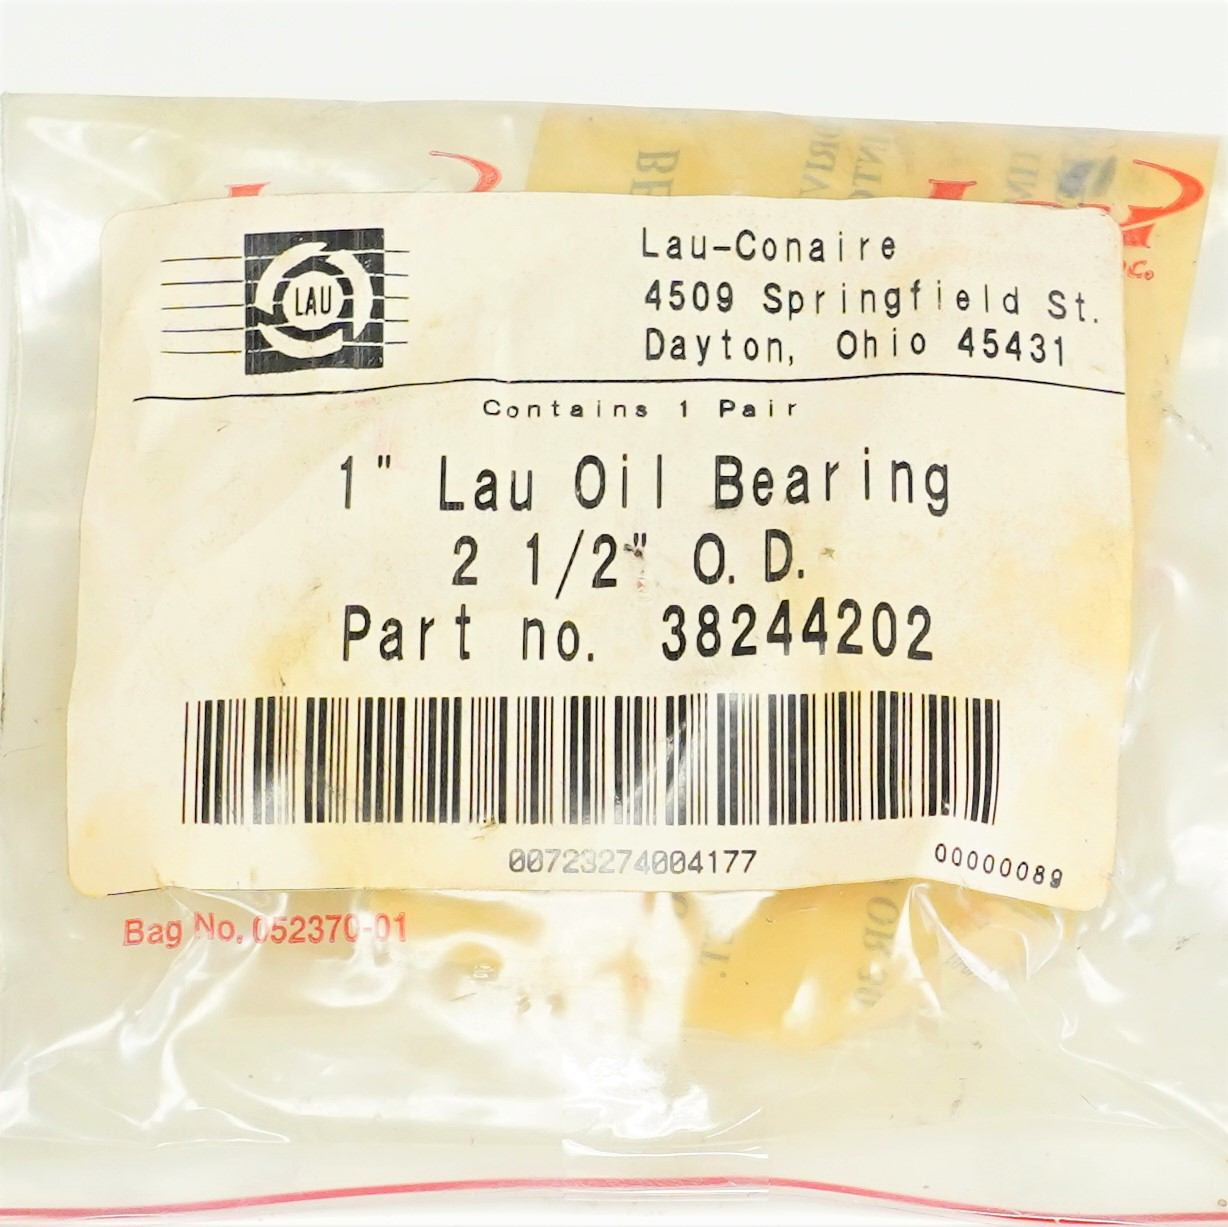 LAU
Lau-Conaire
4509 Springfield St.
Dayton, Ohio 45431
Contains 1 Pair
1" Lau Oil Bearing
2 1/2" O.D.
Part no. 38244202
00723274004177
00000089
Bag No. 052370-01